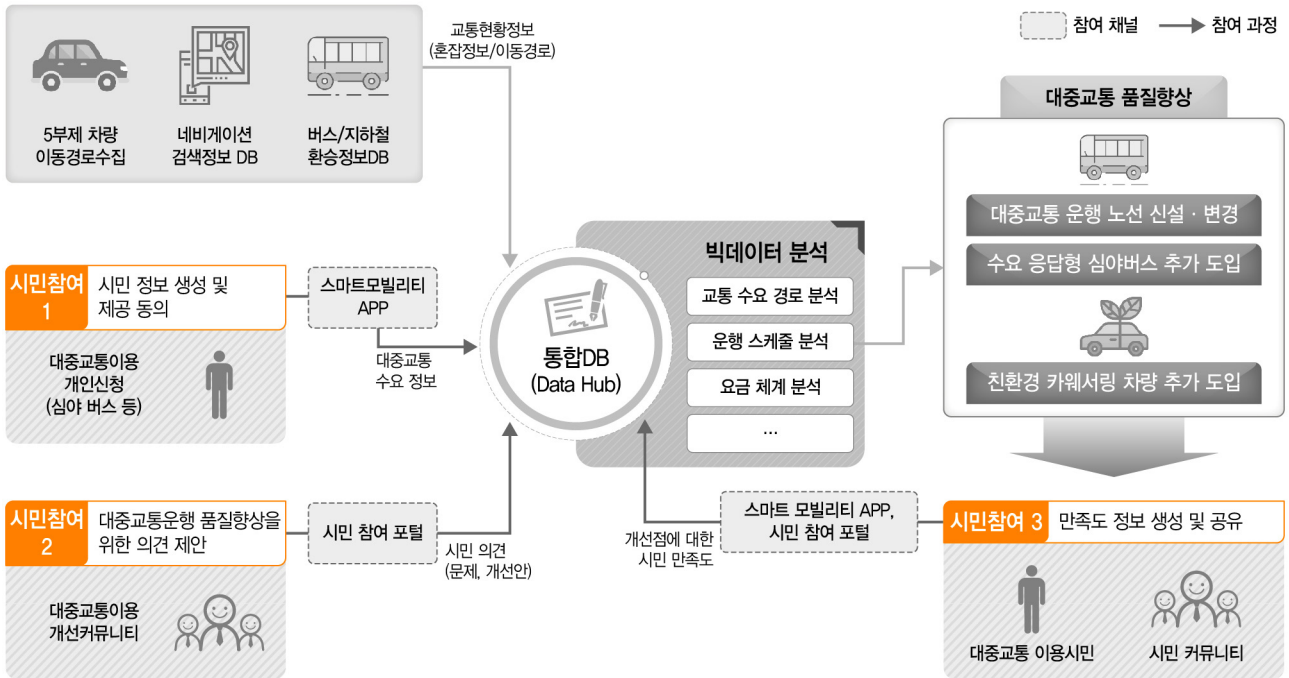 참여 채널
참여 과정
5부제 차량
이동경로수집
네비게이션
검색정보 DB
버스/지하철
환승정보DB
교통현황정보
(혼잡정보/이동경로)
시민참여
1
시민 정보 생성 및
제공 동의
대중교통이용
개인신청
(심야 버스 등)
스마트모빌리티
APP
대중교통
수요 정보
시민참여
2
대중교통운행 품질향상을
위한 의견 제안
대중교통이용
개선커뮤니티
시민 참여 포털
시민 의견
(문제, 개선안)
통합DB
(Data Hub)
빅데이터 분석
교통 수요 경로 분석
운행 스케줄 분석
요금 체계 분석
...
대중교통 품질향상
대중교통 운행 노선 신설 · 변경
수요 응답형 심야버스 추가 도입
친환경 카웨서링 차량 추가 도입
시민참여 3
만족도 정보 생성 및 공유
대중교통 이용시민
시민 커뮤니티
스마트 모빌리티 APP,
시민 참여 포털
개선점에 대한
시민 만족도